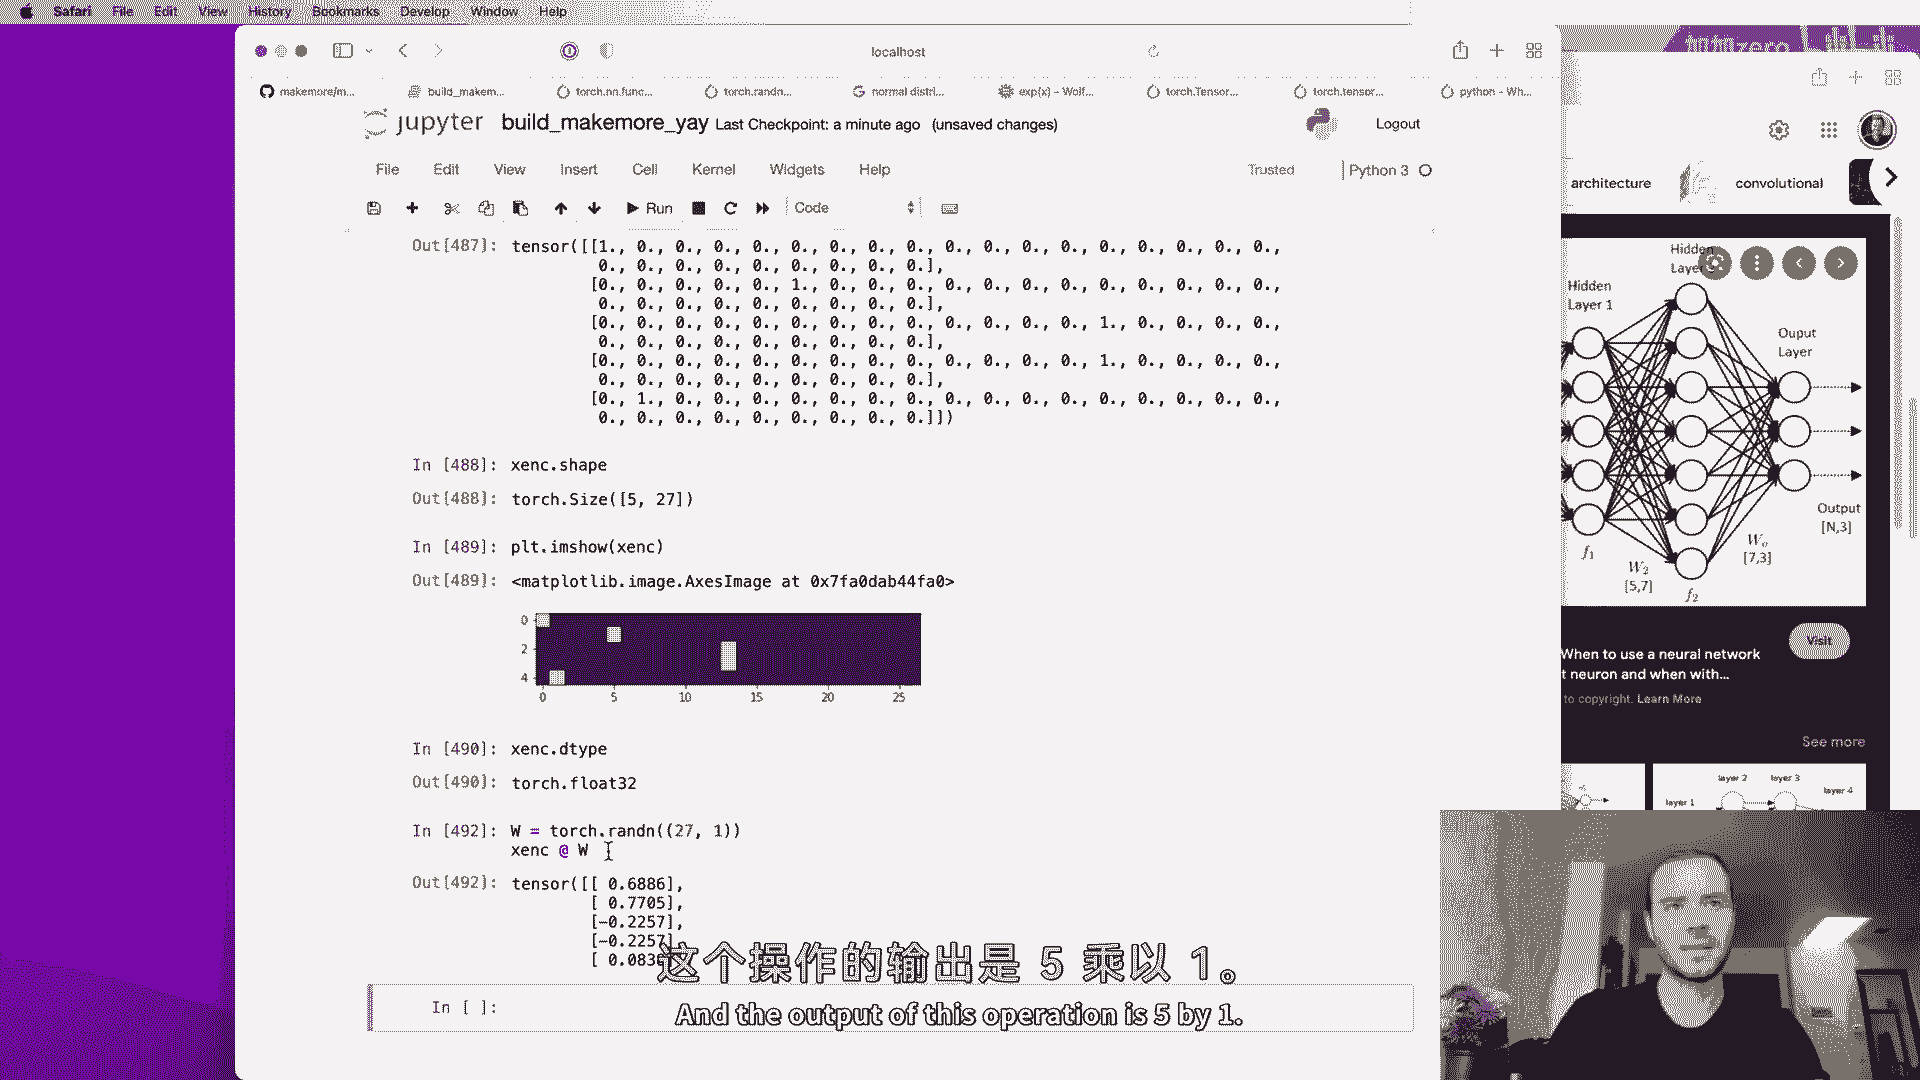 Safari File Edit View History Bookmarks Develop Window Help
localhost
makemore/m... build_makem... torch.nn.func... torch.randn... normal distri... exp(x) – Wolf... torch.Tensor... torch.tensor... python - Wh...
jupyter build_makemore_yay Last Checkpoint: a minute ago (unsaved changes)
Logout
File Edit View Insert Cell Kernel Widgets Help
Trusted Python 3
Run Code
Out[487]: tensor([[1., 0., 0., 0., 0., 0., 0., 0., 0., 0., 0., 0., 0., 0., 0., 0., 0., 0.,
0., 0., 0., 0., 0., 0., 0., 0., 0.],
[0., 0., 0., 0., 0., 1., 0., 0., 0., 0., 0., 0., 0., 0., 0., 0., 0., 0.,
0., 0., 0., 0., 0., 0., 0., 0., 0.],
[0., 0., 0., 0., 0., 0., 0., 0., 0., 0., 0., 0., 0., 1., 0., 0., 0., 0.,
0., 0., 0., 0., 0., 0., 0., 0., 0.],
[0., 0., 0., 0., 0., 0., 0., 0., 0., 0., 0., 0., 0., 1., 0., 0., 0., 0.,
0., 0., 0., 0., 0., 0., 0., 0., 0.],
[0., 1., 0., 0., 0., 0., 0., 0., 0., 0., 0., 0., 0., 0., 0., 0., 0., 0.,
0., 0., 0., 0., 0., 0., 0., 0., 0.]])
In [488]: xenc.shape
Out[488]: torch.Size([5, 27])
In [489]: plt.imshow(xenc)
Out[489]: <matplotlib.image.AxesImage at 0x7fa0dab44fa0>
0
2
4
0 5 10 15 20 25
In [490]: xenc.dtype
Out[490]: torch.float32
In [492]: W = torch.randn((27, 1))
xenc @ W
Out[492]: tensor([[ 0.6886],
[ 0.7705],
[-0.2257],
[-0.2257]
[ 0.083
这个操作的输出是 5 乘以 1。
In [ ]:
And the output of this operation is 5 by 1.
zero
architecture convolutional
Hidden
Layer
Hidden
Layer 1
Ouput
Layer
Output
[N,3]
f1
W2
[5,7]
f2
Wo
[7,3]
Visit
When to use a neural network
t neuron and when with...
to copyright. Learn More
See more
layer 1 layer 2 layer 3 layer 4